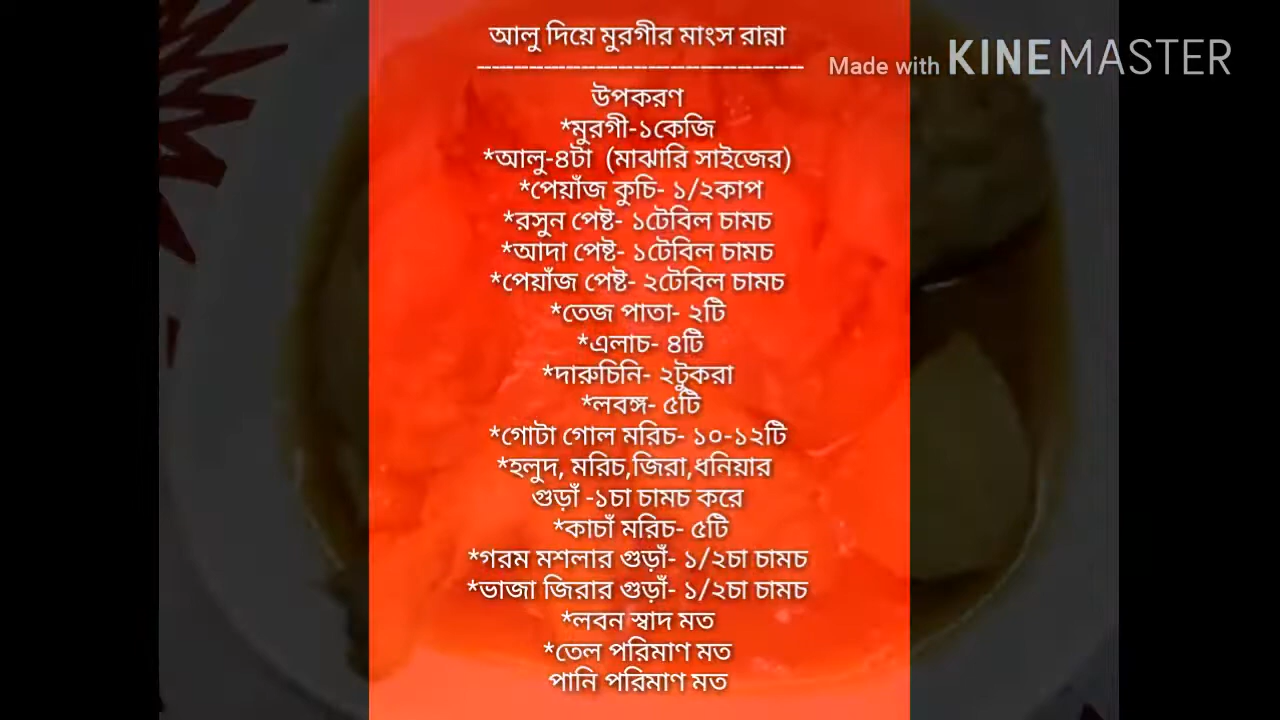 আলু দিয়ে মুরগীর মাংস রান্না
----------------------------------------
Made with KINEMASTER
উপকরণ
*মুরগী-১কেজি
*আলু-৪টা (মাঝারি সাইজের)
*পেয়াঁজ কুচি- ১/২কাপ
*রসুন পেষ্ট- ১টেবিল চামচ
*আদা পেষ্ট- ১টেবিল চামচ
*পেয়াঁজ পেষ্ট- ২টেবিল চামচ
*তেজ পাতা- ২টি
*এলাচ- ৪টি
*দারুচিনি- ২টুকরা
*লবঙ্গ- ৫টি
*গোটা গোল মরিচ- ১০-১২টি
*হলুদ, মরিচ,জিরা,ধনিয়ার
গুড়াঁ -১চা চামচ করে
*কাচাঁ মরিচ- ৫টি
*গরম মশলার গুড়াঁ- ১/২চা চামচ
*ভাজা জিরার গুড়াঁ- ১/২চা চামচ
*লবন স্বাদ মত
*তেল পরিমাণ মত
পানি পরিমাণ মত